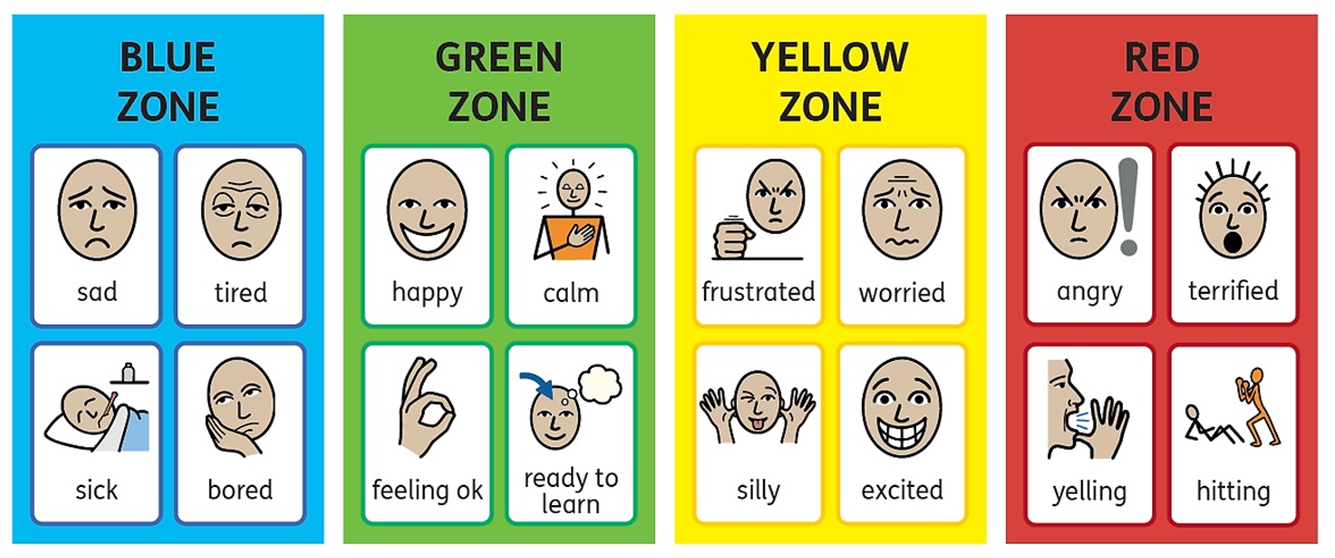 BLUE
ZONE
sad
tired
sick
bored
GREEN
ZONE
happy
calm
feeling ok
ready to
learn
YELLOW
ZONE
frustrated
worried
silly
excited
RED
ZONE
angry
terrified
yelling
hitting